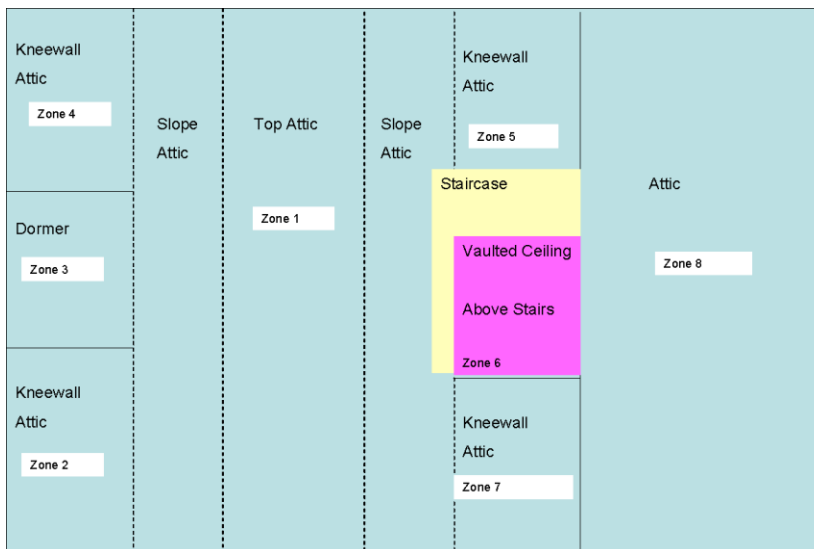 Kneewall
Attic
Zone 4
Slope
Attic
Top Attic
Zone 1
Slope
Attic
Kneewall
Attic
Zone 5
Staircase
Attic
Dormer
Zone 3
Vaulted Ceiling
Above Stairs
Zone 6
Zone 8
Kneewall
Attic
Zone 2
Kneewall
Attic
Zone 7